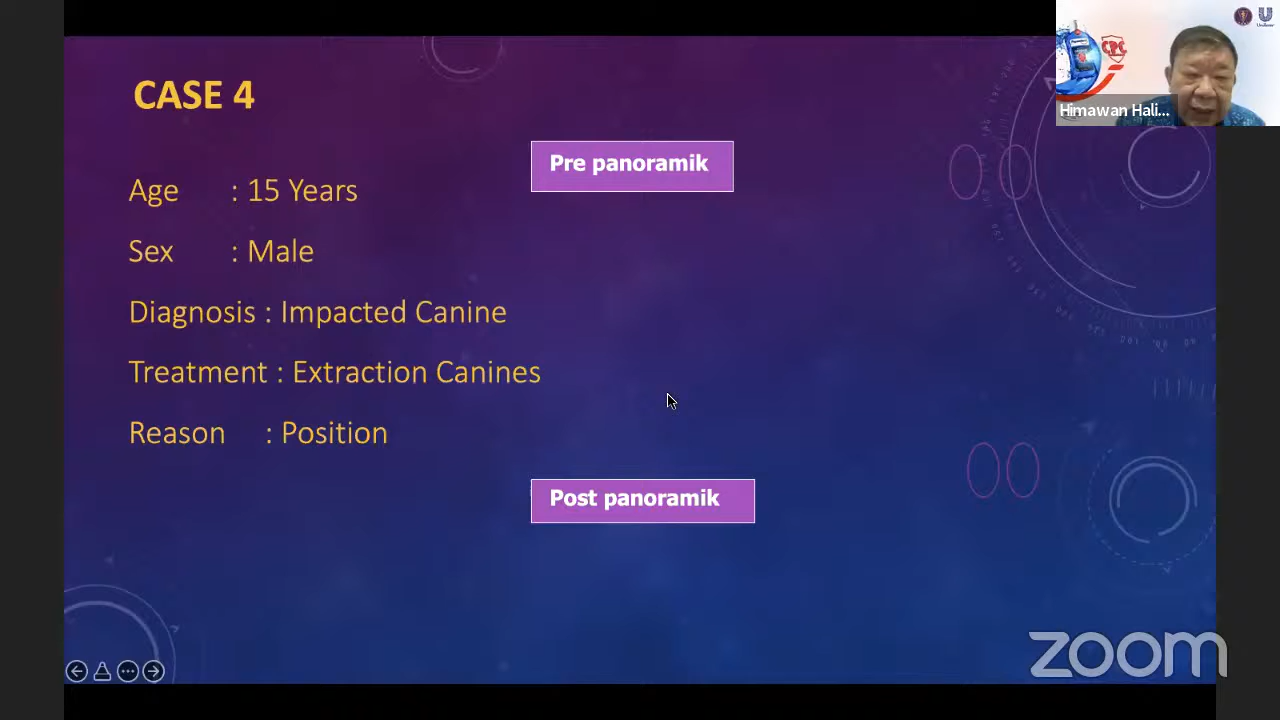 CASE 4
Age : 15 Years
Sex : Male
Diagnosis : Impacted Canine
Treatment : Extraction Canines
Reason : Position
Pre panoramik
Post panoramik
Himawan Hali...
CPC
zoom